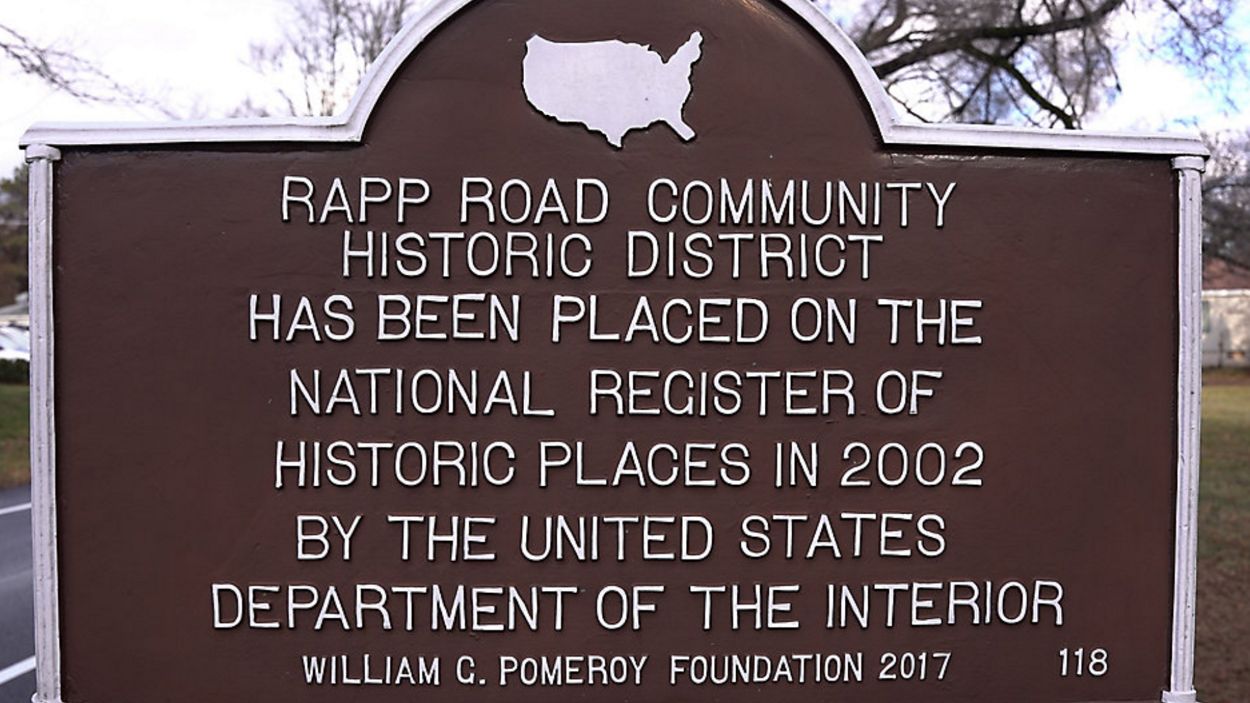 RAPP ROAD COMMUNITY
HISTORIC DISTRICT
HAS BEEN PLACED ON THE
NATIONAL REGISTER OF
HISTORIC PLACES IN 2002
BY THE UNITED STATES
DEPARTMENT OF THE INTERIOR
WILLIAM G. POMEROY FOUNDATION 2017 118